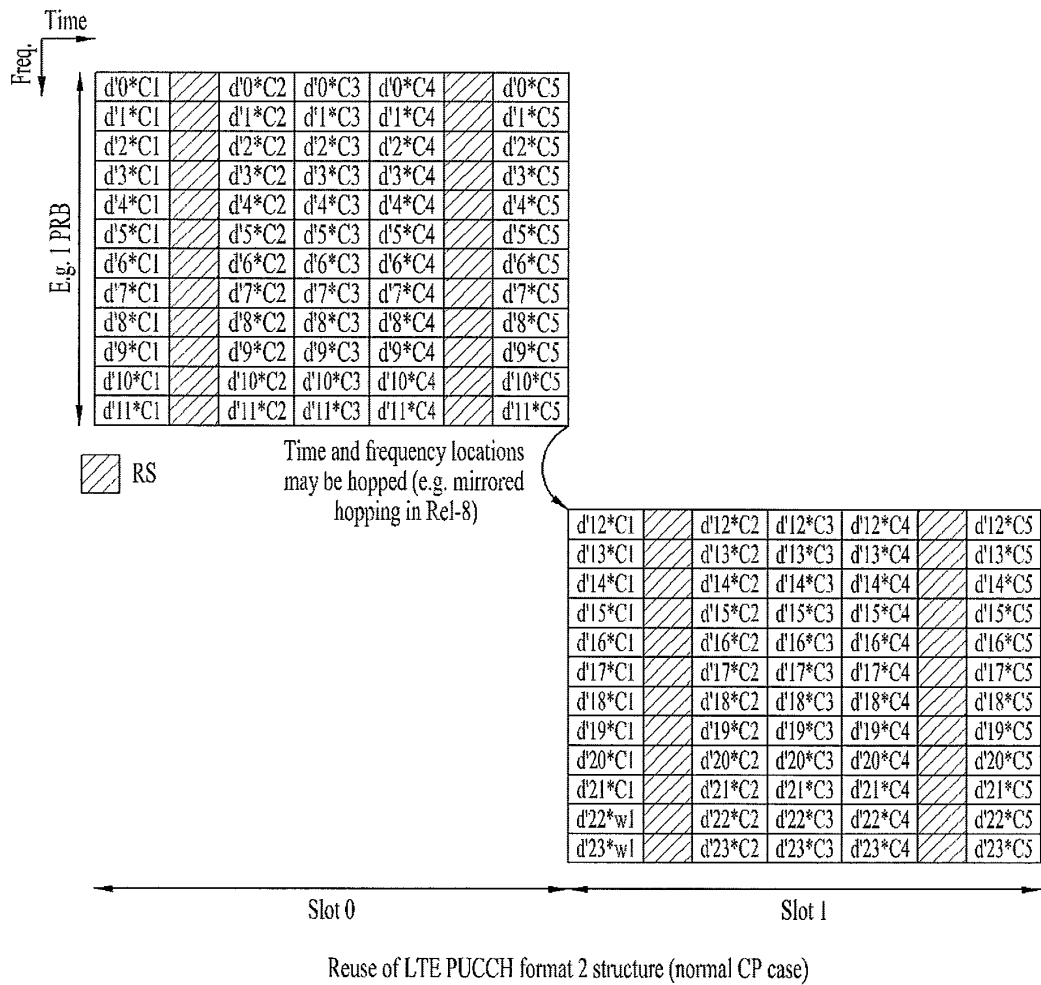 Time
Freq.
E.g. 1 PRB
d'0*C1 d'0*C2 d'0*C3 d'0*C4 d'0*C5
d'1*C1 d'1*C2 d'1*C3 d'1*C4 d'1*C5
d'2*C1 d'2*C2 d'2*C3 d'2*C4 d'2*C5
d'3*C1 d'3*C2 d'3*C3 d'3*C4 d'3*C5
d'4*C1 d'4*C2 d'4*C3 d'4*C4 d'4*C5
d'5*C1 d'5*C2 d'5*C3 d'5*C4 d'5*C5
d'6*C1 d'6*C2 d'6*C3 d'6*C4 d'6*C5
d'7*C1 d'7*C2 d'7*C3 d'7*C4 d'7*C5
d'8*C1 d'8*C2 d'8*C3 d'8*C4 d'8*C5
d'9*C1 d'9*C2 d'9*C3 d'9*C4 d'9*C5
d'10*C1 d'10*C2 d'10*C3 d'10*C4 d'10*C5
d'11*C1 d'11*C2 d'11*C3 d'11*C4 d'11*C5
RS
Time and frequency locations
may be hopped (e.g. mirrored
hopping in Rel-8)
d'12*C1 d'12*C2 d'12*C3 d'12*C4 d'12*C5
d'13*C1 d'13*C2 d'13*C3 d'13*C4 d'13*C5
d'14*C1 d'14*C2 d'14*C3 d'14*C4 d'14*C5
d'15*C1 d'15*C2 d'15*C3 d'15*C4 d'15*C5
d'16*C1 d'16*C2 d'16*C3 d'16*C4 d'16*C5
d'17*C1 d'17*C2 d'17*C3 d'17*C4 d'17*C5
d'18*C1 d'18*C2 d'18*C3 d'18*C4 d'18*C5
d'19*C1 d'19*C2 d'19*C3 d'19*C4 d'19*C5
d'20*C1 d'20*C2 d'20*C3 d'20*C4 d'20*C5
d'21*C1 d'21*C2 d'21*C3 d'21*C4 d'21*C5
d'22*w1 d'22*C2 d'22*C3 d'22*C4 d'22*C5
d'23*w1 d'23*C2 d'23*C3 d'23*C4 d'23*C5
Slot 0 Slot 1
Reuse of LTE PUCCH format 2 structure (normal CP case)